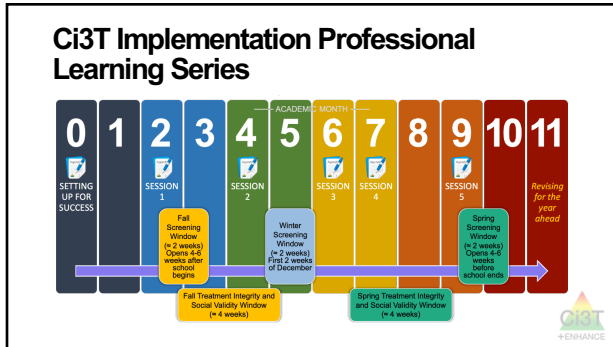 Ci3T Implementation Professional
Learning Series
ACADEMIC MONTH
0
1
2
3
4
5
6
7
8
9
10
11
SETTING
UP FOR
SUCCESS
SESSION
1
SESSION
2
SESSION
3
SESSION
4
SESSION
5
Revising
for the
year
ahead
Fall
Screening
Window
(≈ 2 weeks)
Opens 4-6
weeks after
school
begins
Winter
Screening
Window
(≈ 2 weeks)
First 2 weeks
of December
Spring
Screening
Window
(≈ 2 weeks)
Opens 4-6
weeks
before
school ends
Fall Treatment Integrity and
Social Validity Window
(≈ 4 weeks)
Spring Treatment Integrity
and Social Validity Window
(≈ 4 weeks)
Ci3T
+ENHANCE